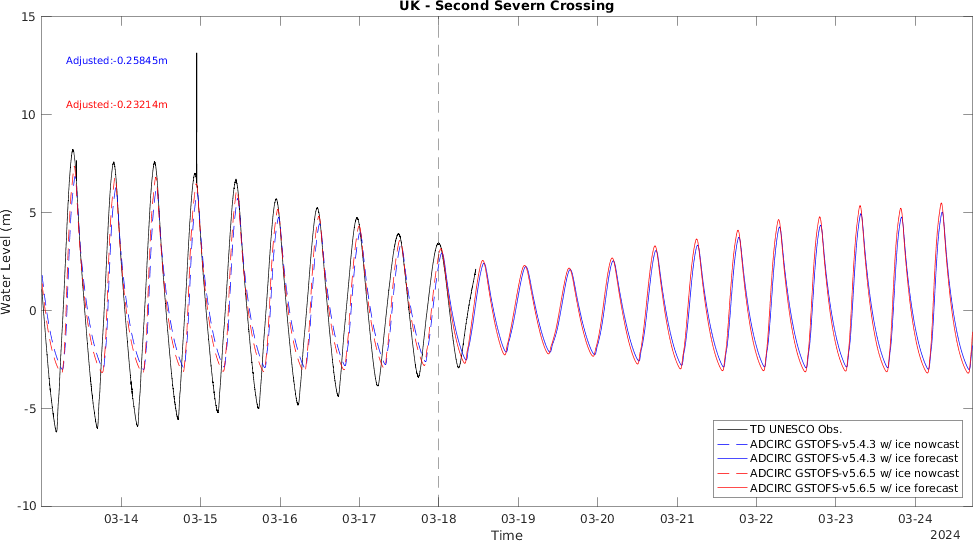 UK - Second Severn Crossing
15
10
5
0
-5
-10
Water Level (m)
Adjusted:-0.25845m
Adjusted:-0.23214m
TD UNESCO Obs.
ADCIRC GSTOFS-v5.4.3 w/ ice nowcast
ADCIRC GSTOFS-v5.4.3 w/ ice forecast
ADCIRC GSTOFS-v5.6.5 w/ ice nowcast
ADCIRC GSTOFS-v5.6.5 w/ ice forecast
03-14 03-15 03-16 03-17 03-18 03-19 03-20 03-21 03-22 03-23 03-24
Time
2024